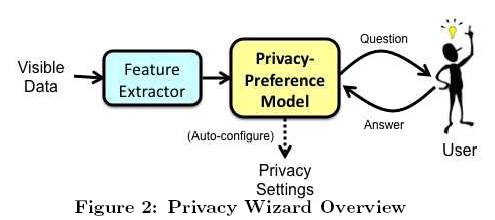 Visible
Data
Feature
Extractor
Privacy-
Preference
Model
Question
Answer
User
(Auto-configure)
Privacy
Settings
Figure 2: Privacy Wizard Overview